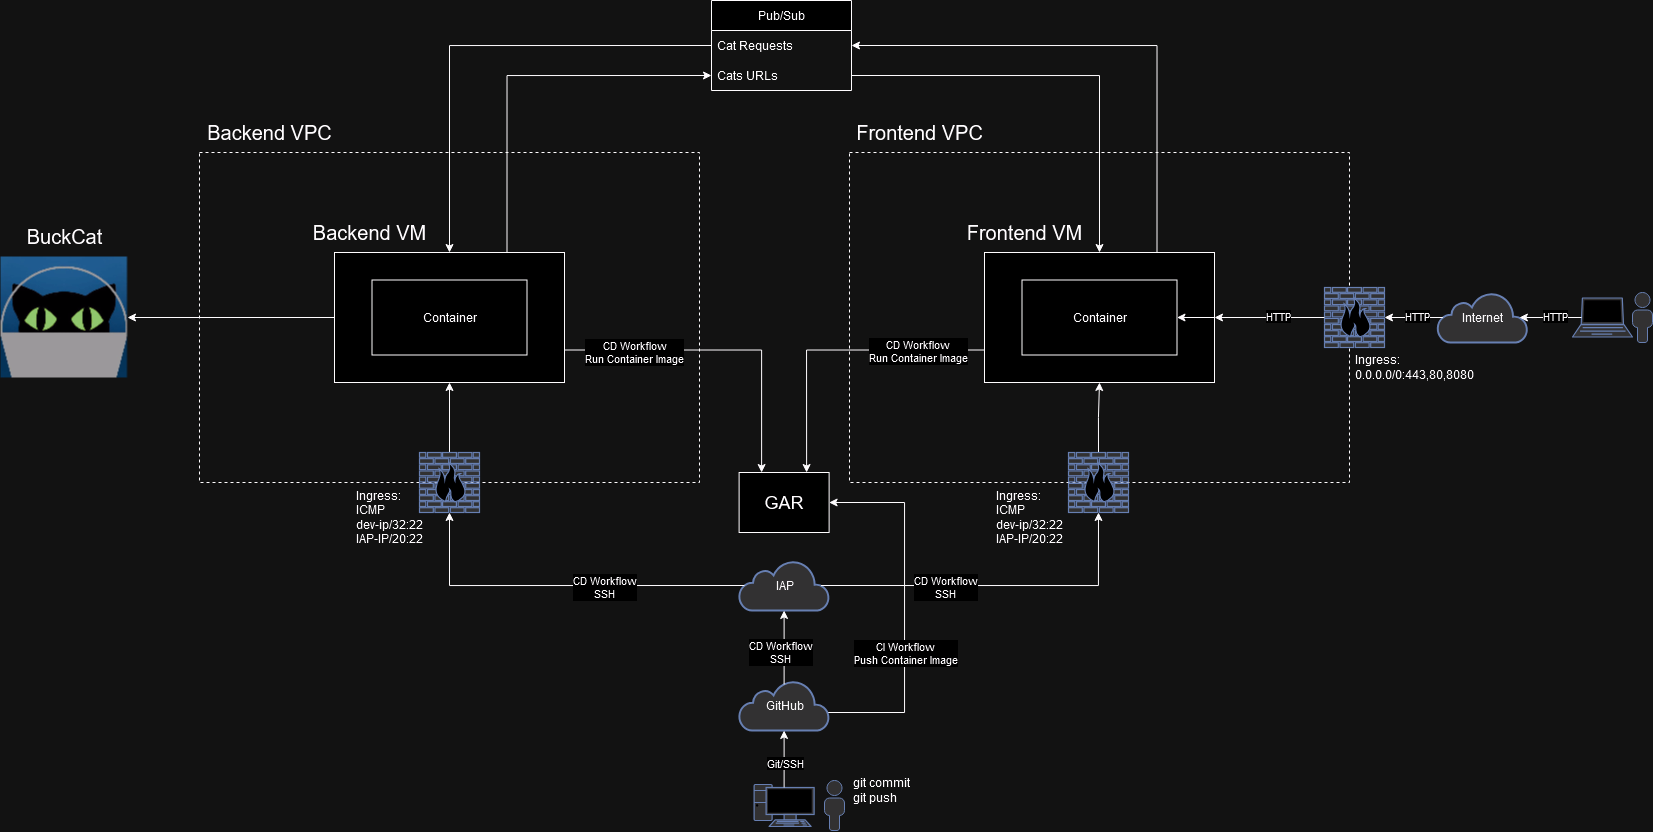 Pub/Sub
Cat Requests
Cats URLs
Backend VPC
Frontend VPC
BuckCat
Backend VM
Frontend VM
Container
Container
HTTP
HTTP
Internet
HTTP
CD Workflow
Run Container Image
CD Workflow
Run Container Image
Ingress:
0.0.0.0/0:443,80,8080
Ingress:
ICMP
dev-ip/32:22
IAP-IP/20:22
GAR
Ingress:
ICMP
dev-ip/32:22
IAP-IP/20:22
CD Workflow
SSH
IAP
CD Workflow
SSH
CD Workflow
SSH
CI Workflow
Push Container Image
GitHub
Git/SSH
git commit
git push